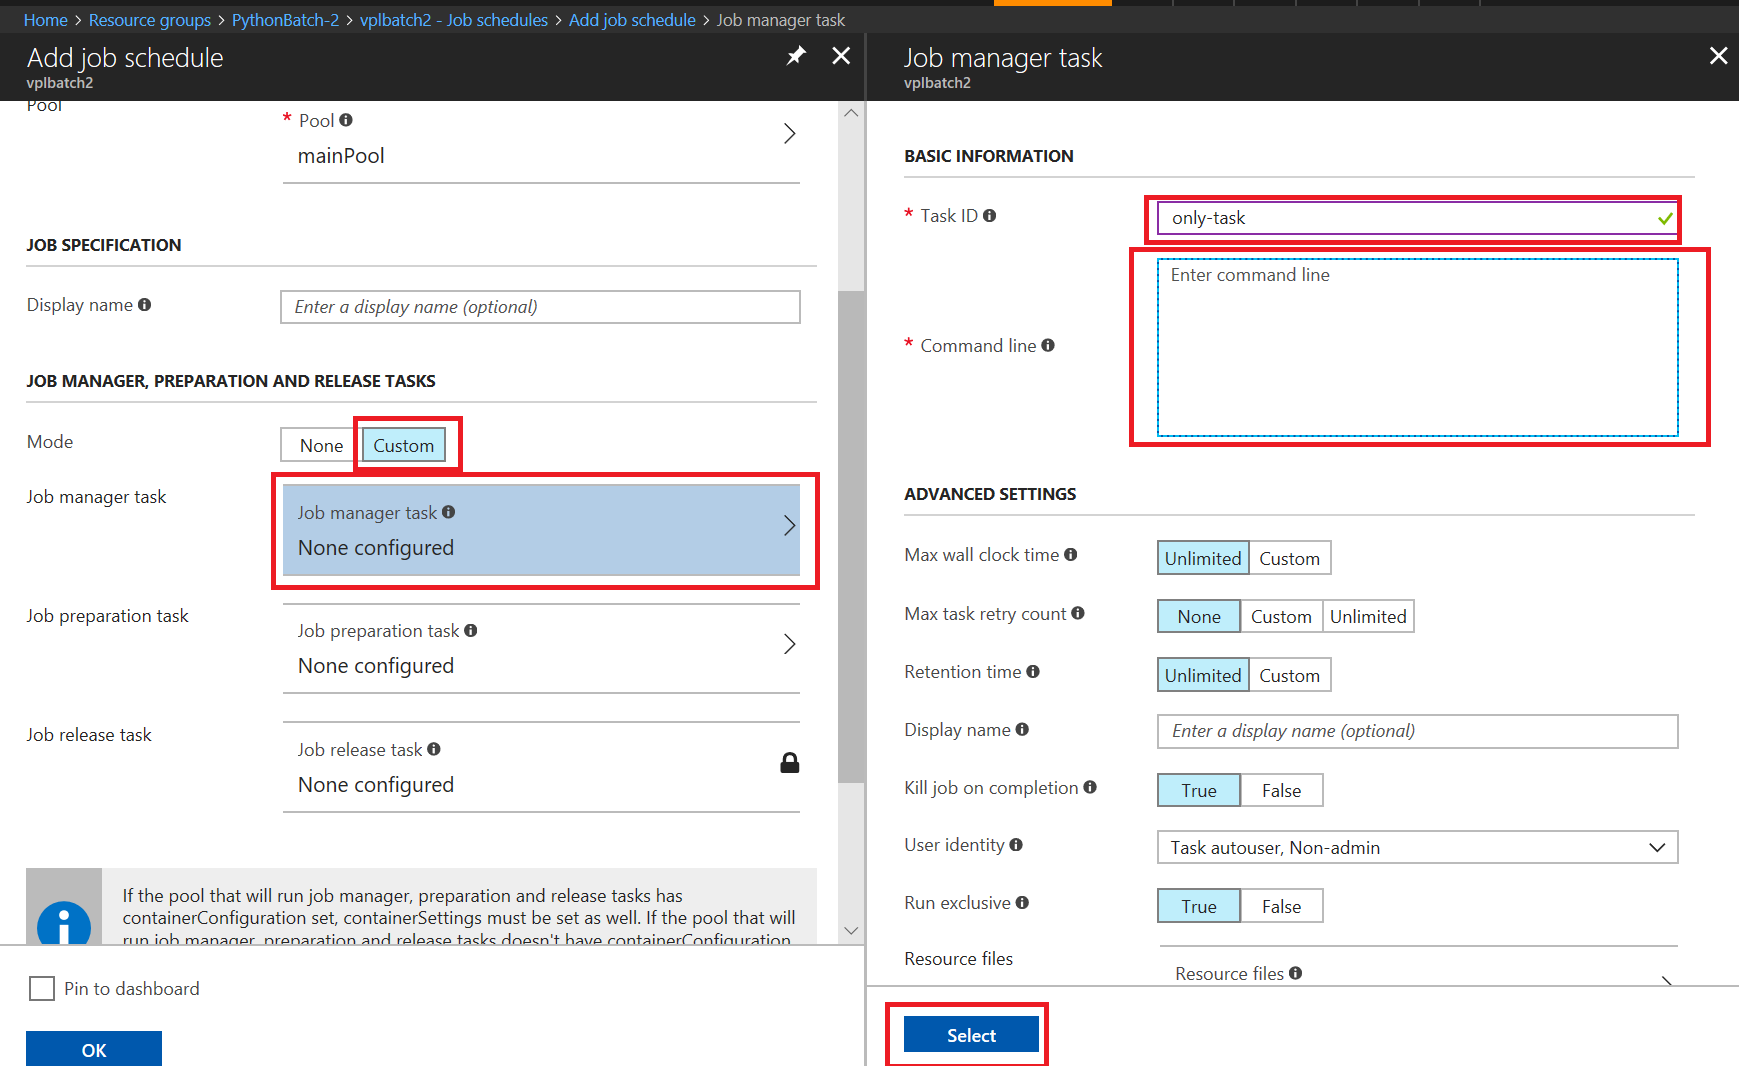 Home > Resource groups > PythonBatch-2 > vplbatch2 - Job schedules > Add job schedule > Job manager task
Add job schedule
vplbatch2
Pool
* Pool
mainPool
JOB SPECIFICATION
Display name
Enter a display name (optional)
JOB MANAGER, PREPARATION AND RELEASE TASKS
Mode
None Custom
Job manager task
Job manager task
None configured
Job preparation task
Job preparation task
None configured
Job release task
Job release task
None configured
If the pool that will run job manager, preparation and release tasks has
containerConfiguration set, containerSettings must be set as well. If the pool that will
run job manager, preparation and release tasks doesn't have containerConfiguration
Pin to dashboard
OK
Job manager task
vplbatch2
BASIC INFORMATION
* Task ID
only-task
Enter command line
* Command line
ADVANCED SETTINGS
Max wall clock time
Unlimited Custom
Max task retry count
None Custom Unlimited
Retention time
Unlimited Custom
Display name
Enter a display name (optional)
Kill job on completion
True False
User identity
Task autouser, Non-admin
Run exclusive
True False
Resource files
Resource files
Select